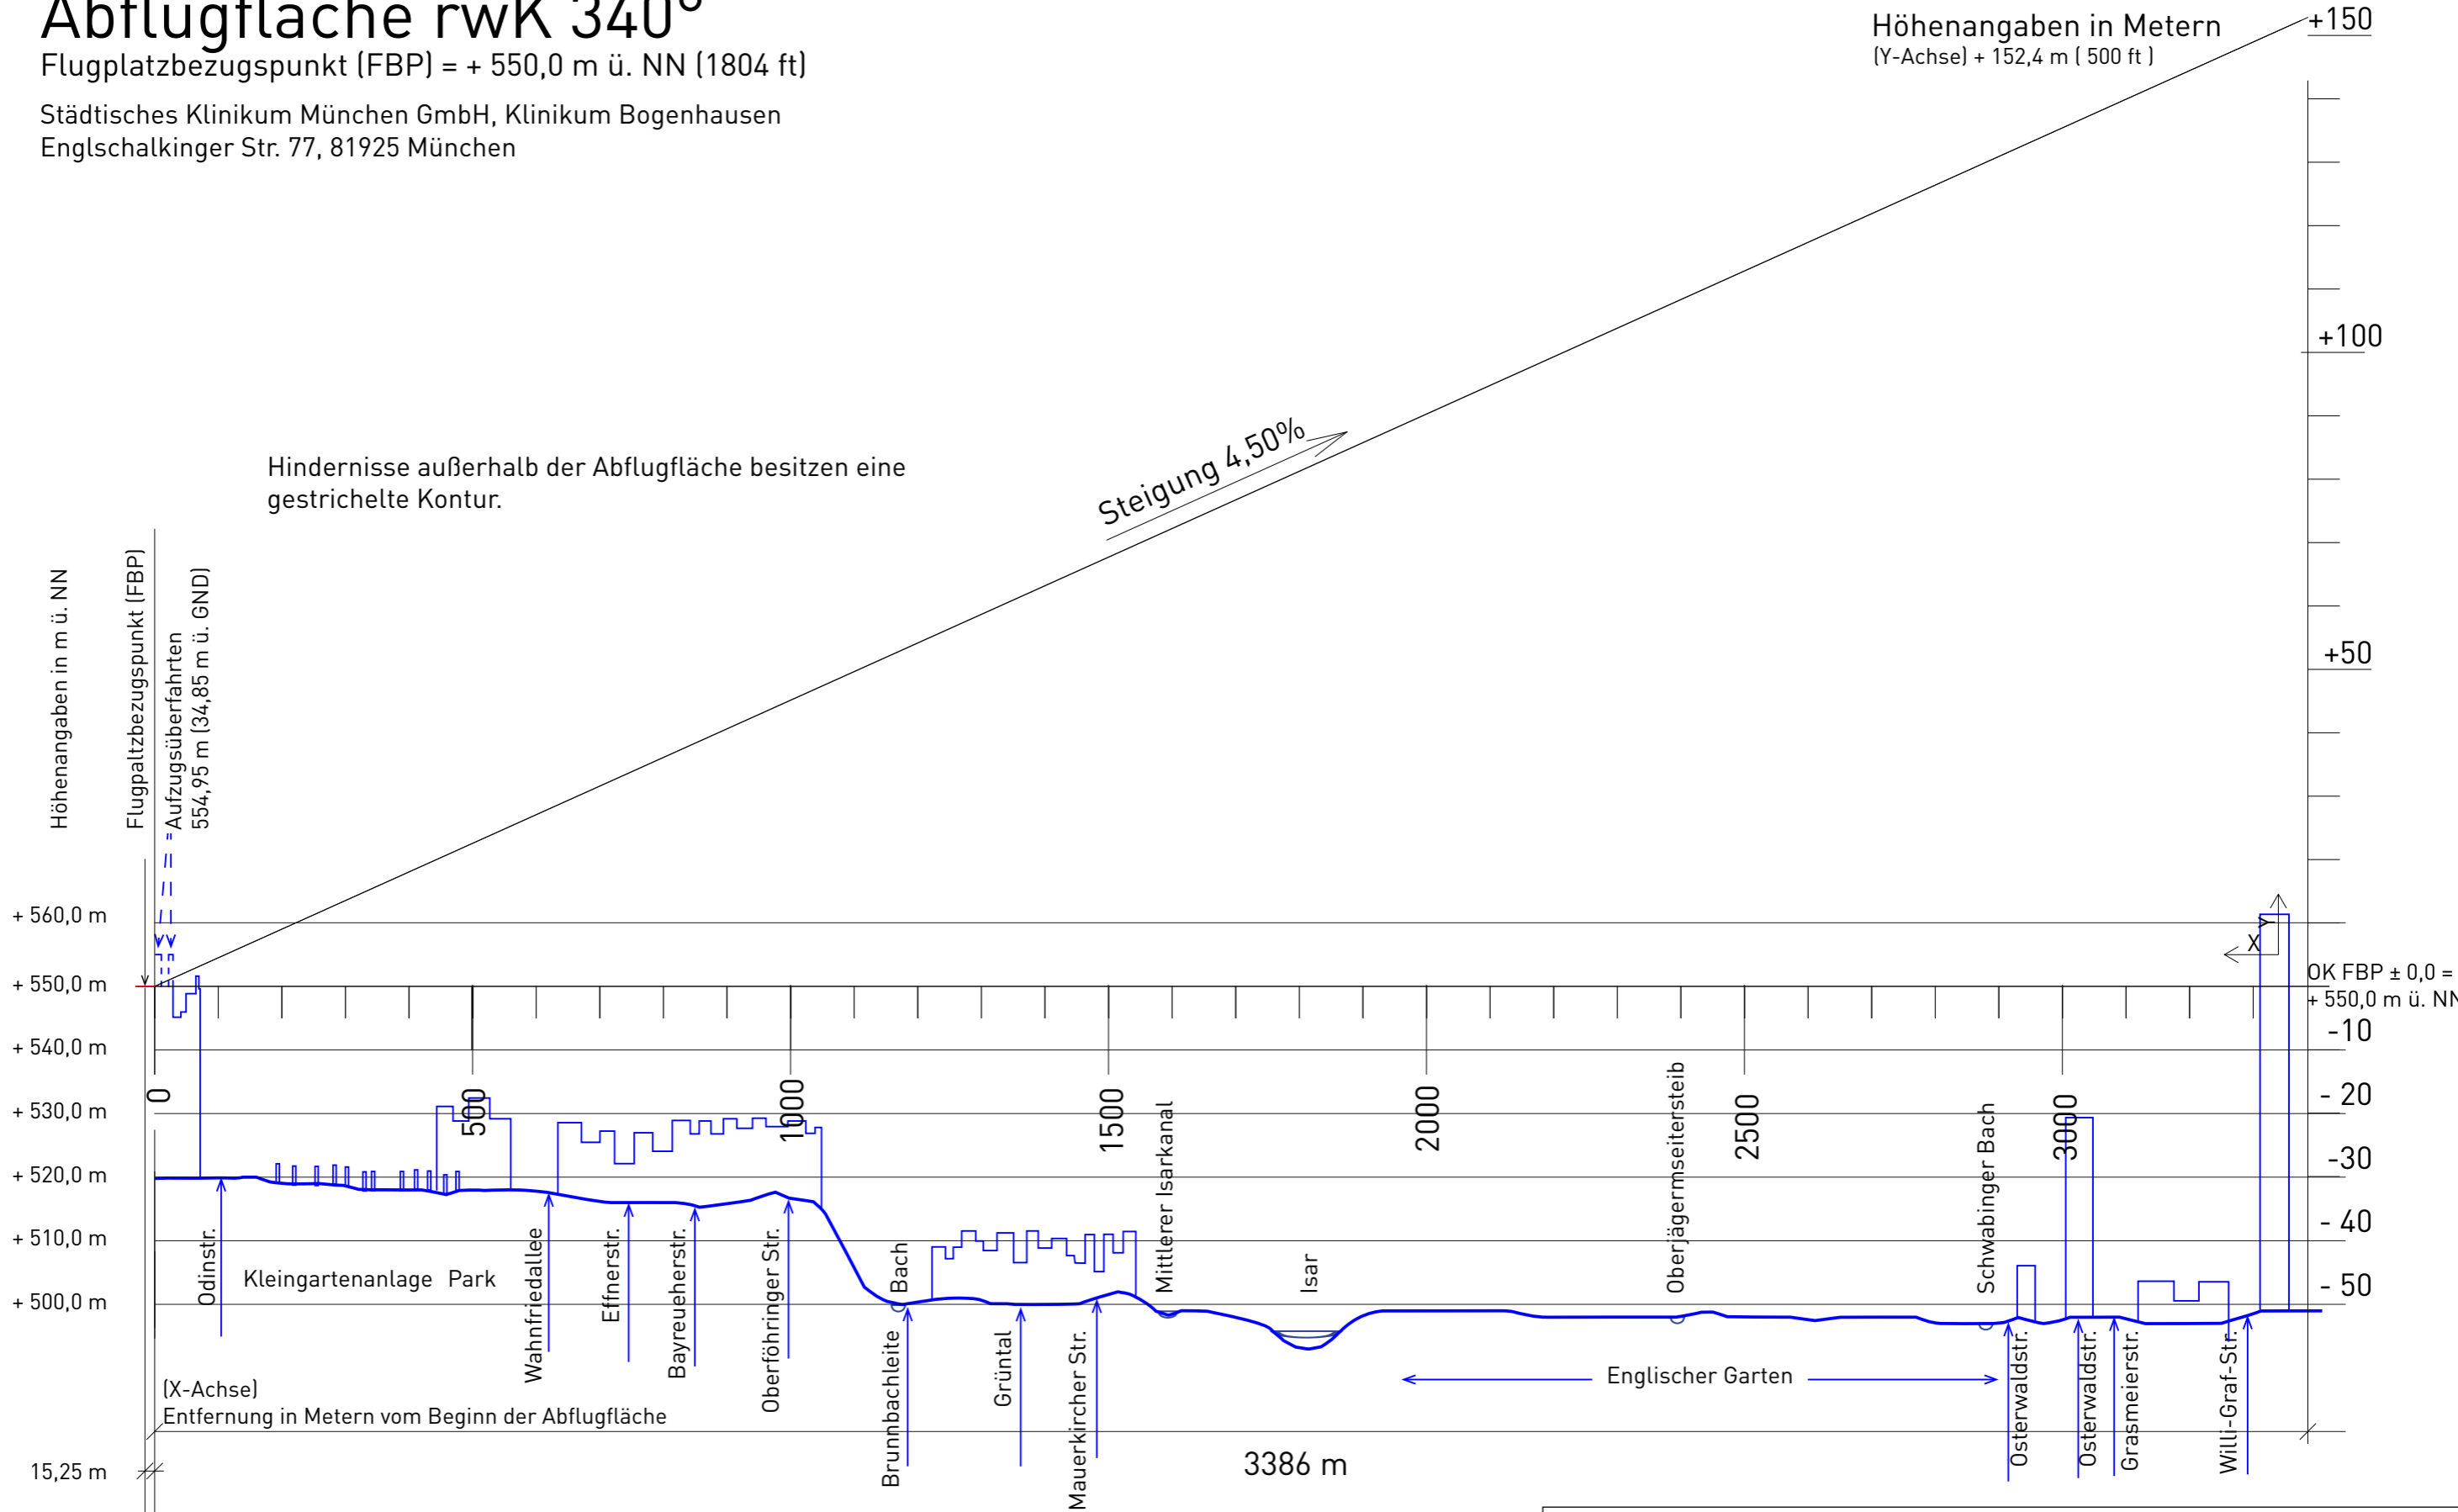 Abflugfläche rwK 340°
Flugplatzbezugspunkt (FBP) = + 550,0 m ü. NN (1804 ft)
Städtisches Klinikum München GmbH, Klinikum Bogenhausen
Englschalkinger Str. 77, 81925 München
Höhenangaben in Metern
(Y-Achse) + 152,4 m ( 500 ft )
+150
+100
+50
Steigung 4,50%
Hindernisse außerhalb der Abflugfläche besitzen eine
gestrichelte Kontur.
Höhenangaben in m ü. NN
Flugpaltzbezugspunkt (FBP)
Aufzugsüberfahrten
554,95 m (34,85 m ü. GND)
+ 560,0 m
+ 550,0 m
+ 540,0 m
+ 530,0 m
+ 520,0 m
+ 510,0 m
+ 500,0 m
Y
X
OK FBP ± 0,0 =
+ 550,0 m ü. NN
-10
- 20
-30
- 40
- 50
0
500
1000
1500
2000
2500
3000
Odinstr.
Kleingartenanlage Park
Wahnfriedallee
Effnerstr.
Bayreuherstr.
Oberföhringer Str.
Bach
Brunnbachleite
Grüntal
Mauerkircher Str.
Mittlerer Isarkanal
Isar
Englischer Garten
Oberjägermseitersteib
Schwabinger Bach
Osterwaldstr.
Osterwaldstr.
Grasmeierstr.
Willi-Graf-Str.
(X-Achse)
Entfernung in Metern vom Beginn der Abflugfläche
15,25 m
3386 m